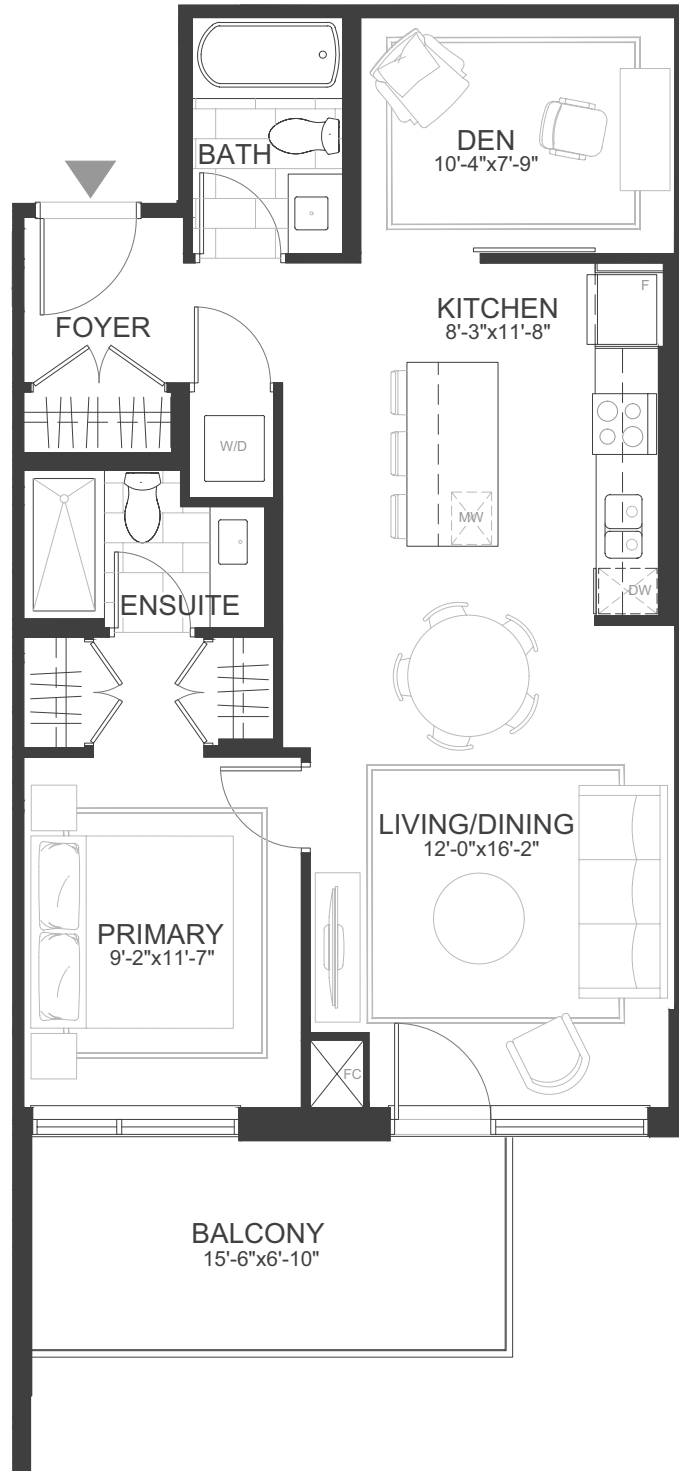 BATH
DEN
10'-4"x7'-9"
FOYER
KITCHEN
8'-3"x11'-8"
F
W/D
MW
DW
ENSUITE
LIVING/DINING
12'-0"x16'-2"
PRIMARY
9'-2"x11'-7"
FC
BALCONY
15'-6"x6'-10"